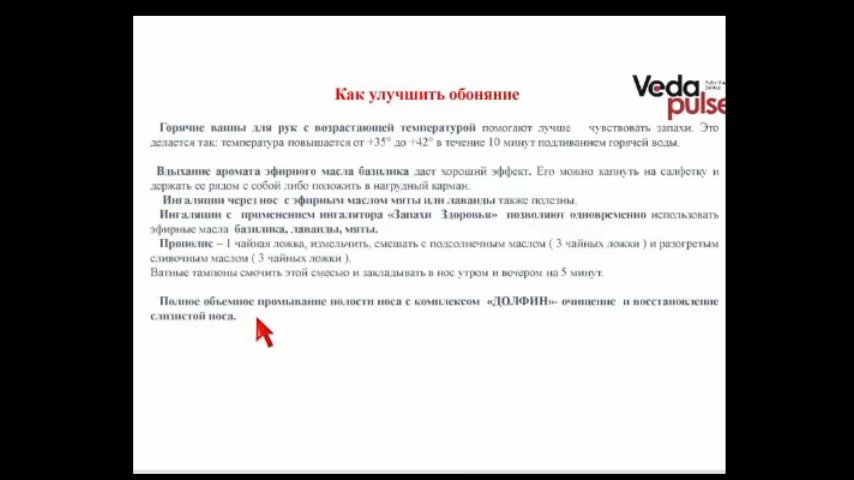 Veda
pulse
Как улучшить обоняние
Горячие ванны для рук с возрастающей температурой помогают лучше чувствовать запахи. Это
делается так: температура повышается от +35° до +42° в течение 10 минут подливанием горячей воды.
Вдыхание аромата эфирного масла базилика дает хороший эффект. Его можно капнуть на салфетку и
держать ее рядом с собой либо положить в нагрудный карман.
Ингаляции через нос с эфирным маслом мяты или лаванды также полезны.
Ингаляции с применением ингалятора «Запахи Здоровья» позволяют одновременно использовать
эфирные масла базилика, лаванды, мяты.
Прополис – 1 чайная ложка, измельчить, смешать с подсолнечным маслом ( 3 чайных ложки ) и разогретым
сливочным маслом ( 3 чайных ложки ).
Ватные тампоны смочить этой смесью и закладывать в нос утром и вечером на 5 минут.
Полное объемное промывание полости носа с комплексом «ДОЛФИН»- очищение и восстановление
слизистой носа.